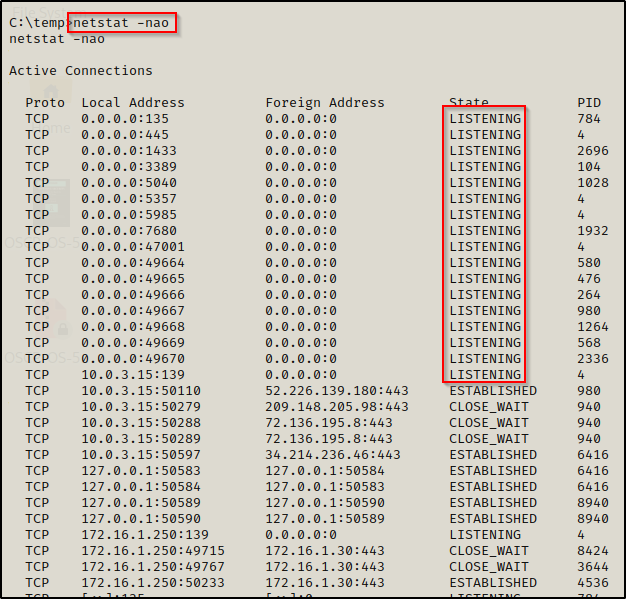 C:\temp>netstat -nao
netstat -nao
Active Connections
Proto Local Address Foreign Address State PID
TCP 0.0.0.0:135 0.0.0.0:0 LISTENING 784
TCP 0.0.0.0:445 0.0.0.0:0 LISTENING 4
TCP 0.0.0.0:1433 0.0.0.0:0 LISTENING 2696
TCP 0.0.0.0:3389 0.0.0.0:0 LISTENING 104
TCP 0.0.0.0:5040 0.0.0.0:0 LISTENING 1028
TCP 0.0.0.0:5357 0.0.0.0:0 LISTENING 4
TCP 0.0.0.0:5985 0.0.0.0:0 LISTENING 4
TCP 0.0.0.0:7680 0.0.0.0:0 LISTENING 1932
TCP 0.0.0.0:47001 0.0.0.0:0 LISTENING 4
TCP 0.0.0.0:49664 0.0.0.0:0 LISTENING 580
TCP 0.0.0.0:49665 0.0.0.0:0 LISTENING 476
TCP 0.0.0.0:49666 0.0.0.0:0 LISTENING 264
TCP 0.0.0.0:49667 0.0.0.0:0 LISTENING 980
TCP 0.0.0.0:49668 0.0.0.0:0 LISTENING 1264
TCP 0.0.0.0:49669 0.0.0.0:0 LISTENING 568
TCP 0.0.0.0:49670 0.0.0.0:0 LISTENING 2336
TCP 10.0.3.15:139 0.0.0.0:0 LISTENING 4
TCP 10.0.3.15:50110 52.226.139.180:443 ESTABLISHED 980
TCP 10.0.3.15:50279 209.148.205.98:443 CLOSE_WAIT 940
TCP 10.0.3.15:50288 72.136.195.8:443 CLOSE_WAIT 940
TCP 10.0.3.15:50289 72.136.195.8:443 CLOSE_WAIT 940
TCP 10.0.3.15:50597 34.214.236.46:443 ESTABLISHED 6416
TCP 127.0.0.1:50583 127.0.0.1:50584 ESTABLISHED 6416
TCP 127.0.0.1:50584 127.0.0.1:50583 ESTABLISHED 6416
TCP 127.0.0.1:50589 127.0.0.1:50590 ESTABLISHED 8940
TCP 127.0.0.1:50590 127.0.0.1:50589 ESTABLISHED 8940
TCP 172.16.1.250:139 0.0.0.0:0 LISTENING 4
TCP 172.16.1.250:49715 172.16.1.30:443 CLOSE_WAIT 8424
TCP 172.16.1.250:49767 172.16.1.30:443 CLOSE_WAIT 3644
TCP 172.16.1.250:50233 172.16.1.30:443 ESTABLISHED 4536